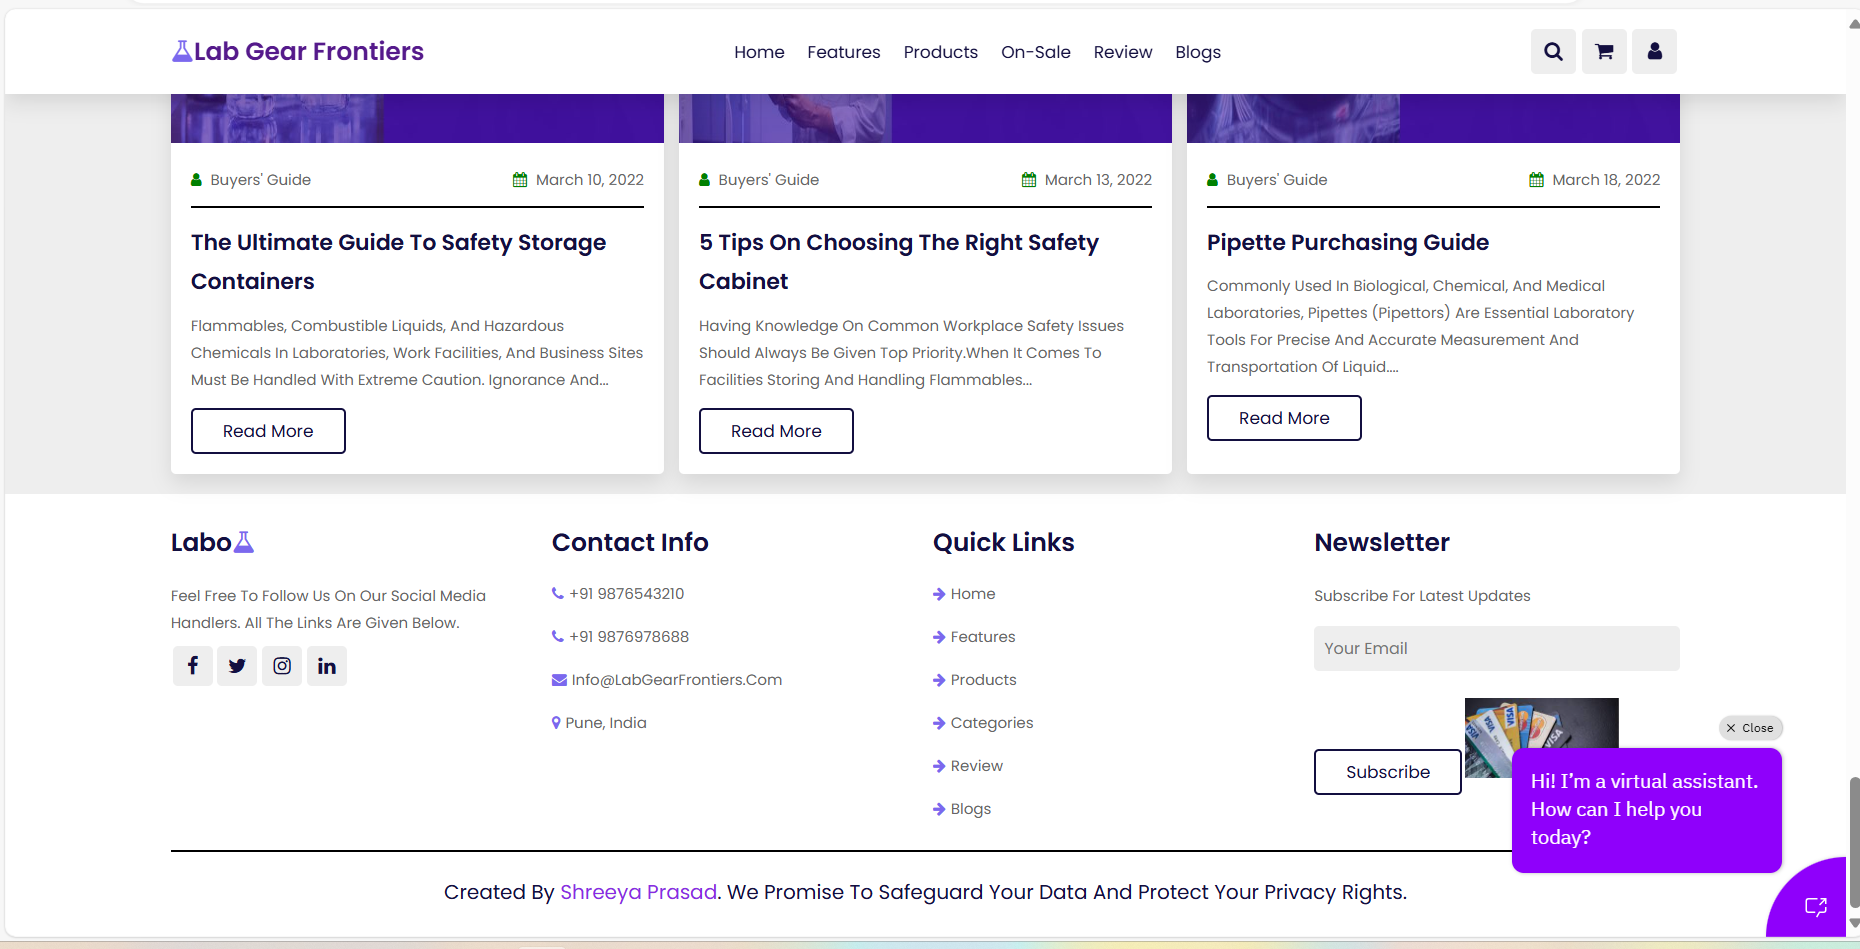 Lab Gear Frontiers
Home Features Products On-Sale Review Blogs
Buyers' Guide March 10, 2022
The Ultimate Guide To Safety Storage
Containers
Flammables, Combustible Liquids, And Hazardous
Chemicals In Laboratories, Work Facilities, And Business Sites
Must Be Handled With Extreme Caution. Ignorance And...
Read More
Buyers' Guide March 13, 2022
5 Tips On Choosing The Right Safety
Cabinet
Having Knowledge On Common Workplace Safety Issues
Should Always Be Given Top Priority.When It Comes To
Facilities Storing And Handling Flammables...
Read More
Buyers' Guide March 18, 2022
Pipette Purchasing Guide
Commonly Used In Biological, Chemical, And Medical
Laboratories, Pipettes (Pipettors) Are Essential Laboratory
Tools For Precise And Accurate Measurement And
Transportation Of Liquid....
Read More
Labo
Feel Free To Follow Us On Our Social Media
Handlers. All The Links Are Given Below.
Contact Info
+91 9876543210
+91 9876978688
Info@LabGearFrontiers.Com
Pune, India
Quick Links
Home
Features
Products
Categories
Review
Blogs
Newsletter
Subscribe For Latest Updates
Your Email
Subscribe
VISA
VISA
VISA
Close
Hi! I'm a virtual assistant.
How can I help you
today?
Created By Shreeya Prasad. We Promise To Safeguard Your Data And Protect Your Privacy Rights.